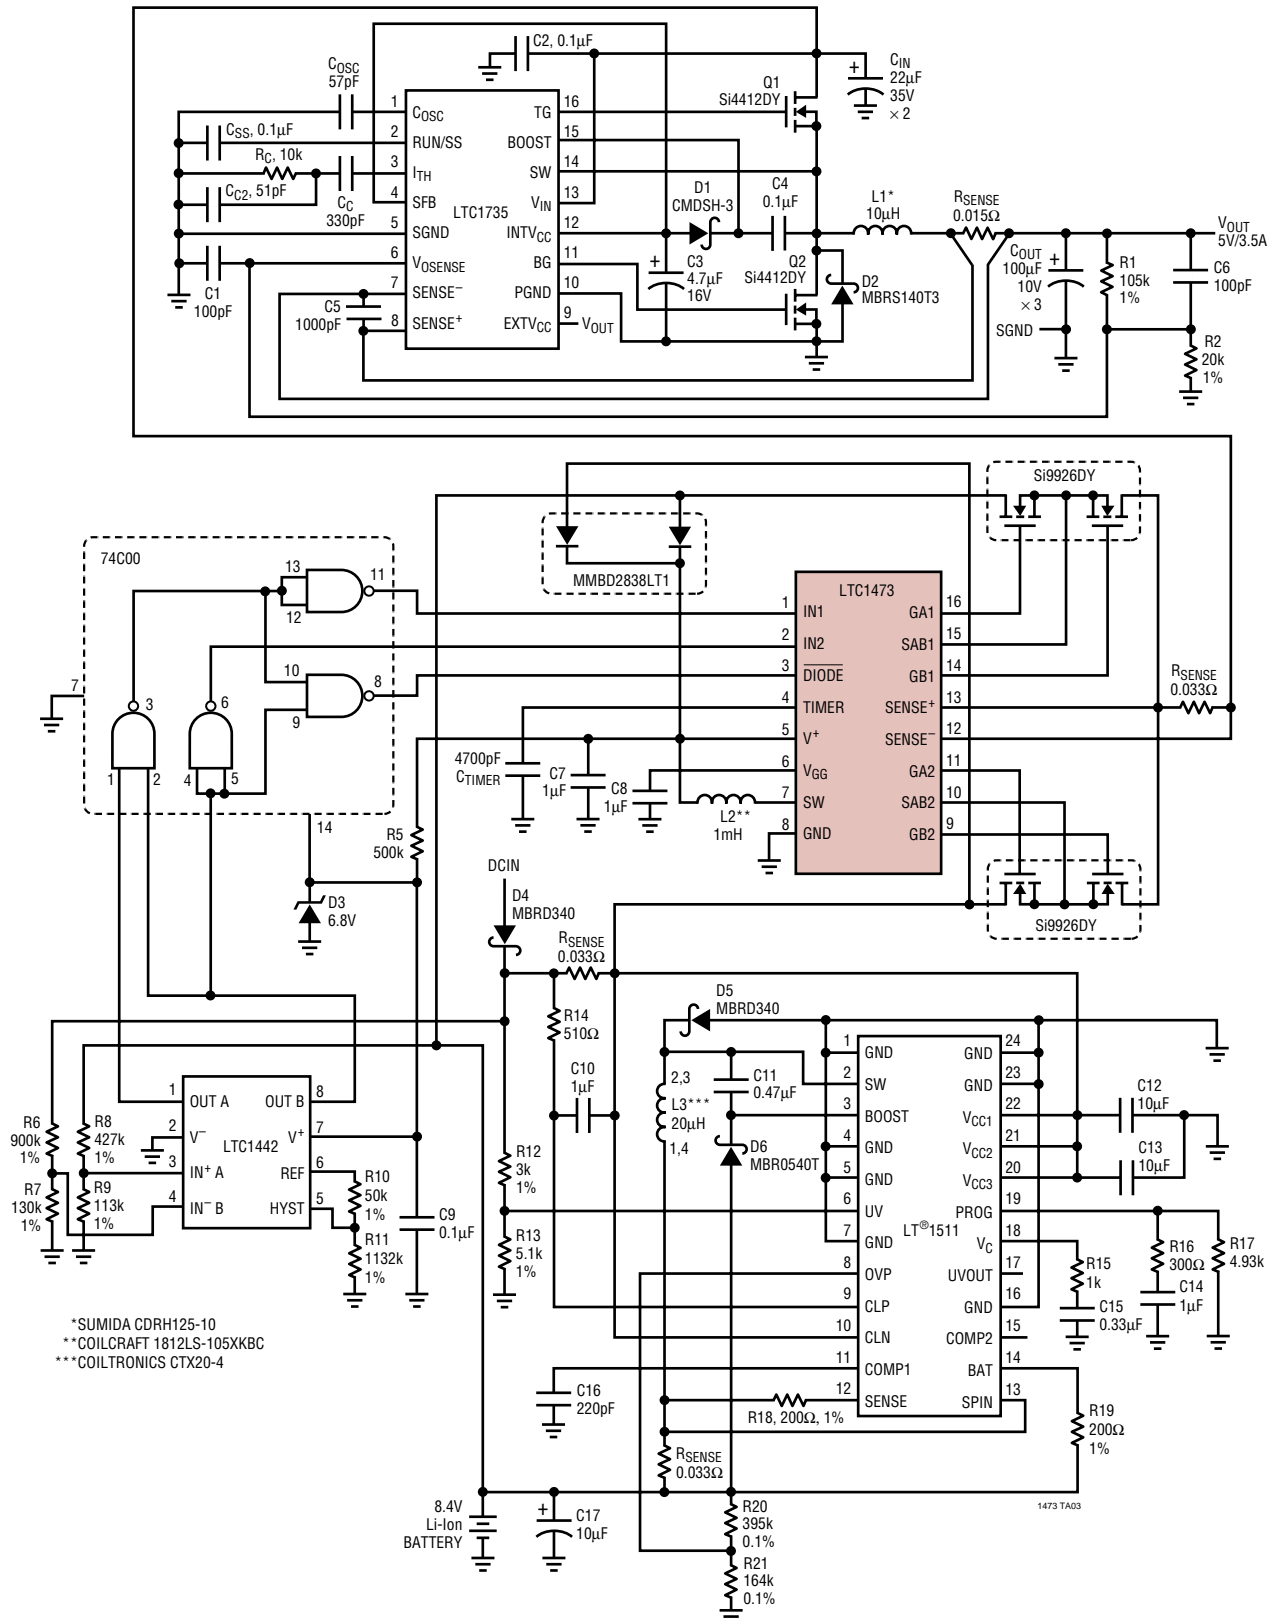 C2, 0.1µF
COSC
57pF
CIN
22µF
35V
× 2
Q1
Si4412DY
1
COSC
TG
16
CSS, 0.1µF
2
RUN/SS
BOOST
15
RC, 10k
3
ITH
SW
14
CC2, 51pF
CC
330pF
4
SFB
LTC1735
VIN
13
D1
CMDSH-3
C4
0.1µF
L1*
10µH
RSENSE
0.015Ω
VOUT
5V/3.5A
5
SGND
INTVCC
12
6
VOSENSE
BG
11
C3
4.7µF
16V
Q2
Si4412DY
COUT
100µF
10V
× 3
R1
105k
1%
C6
100pF
C1
100pF
7
SENSE–
PGND
10
D2
MBRS140T3
C5
1000pF
8
SENSE+
EXTVCC
9
VOUT
SGND
R2
20k
1%
Si9926DY
74C00
MMBD2838LT1
13
12
11
LTC1473
1
IN1
GA1
16
2
IN2
SAB1
15
10
9
8
3
DIODE
GB1
14
RSENSE
0.033Ω
7
3
6
4
TIMER
SENSE+
13
5
V+
SENSE–
12
1
2
4
5
4700pF
CTIMER
C7
1µF
C8
1µF
6
VGG
GA2
11
7
SW
SAB2
10
L2**
1mH
8
GND
GB2
9
14
R5
500k
DCIN
D3
6.8V
D4
MBRD340
Si9926DY
RSENSE
0.033Ω
D5
MBRD340
R14
510Ω
1
GND
GND
24
C10
1µF
2,3
L3***
20µH
1,4
C11
0.47µF
2
SW
GND
23
C12
10µF
1
OUT A
OUT B
8
3
BOOST
VCC1
22
R6
900k
1%
R8
427k
1%
2
V–
LTC1442
V+
7
D6
MBR0540T
4
GND
VCC2
21
C13
10µF
3
IN+ A
REF
6
R10
50k
1%
R12
3k
1%
5
GND
VCC3
20
R7
130k
1%
R9
113k
1%
4
IN– B
HYST
5
C9
0.1µF
6
UV
PROG
19
R11
1132k
1%
R13
5.1k
1%
7
GND
LT®1511
VC
18
R16
300Ω
R17
4.93k
8
OVP
UVOUT
17
R15
1k
C14
1µF
9
CLP
GND
16
C15
0.33µF
*SUMIDA CDRH125-10
**COILCRAFT 1812LS-105XKBC
***COILTRONICS CTX20-4
10
CLN
COMP2
15
11
COMP1
BAT
14
C16
220pF
12
SENSE
SPIN
13
R18, 200Ω, 1%
R19
200Ω
1%
RSENSE
0.033Ω
8.4V
Li-Ion
BATTERY
C17
10µF
R20
395k
0.1%
1473 TA03
R21
164k
0.1%